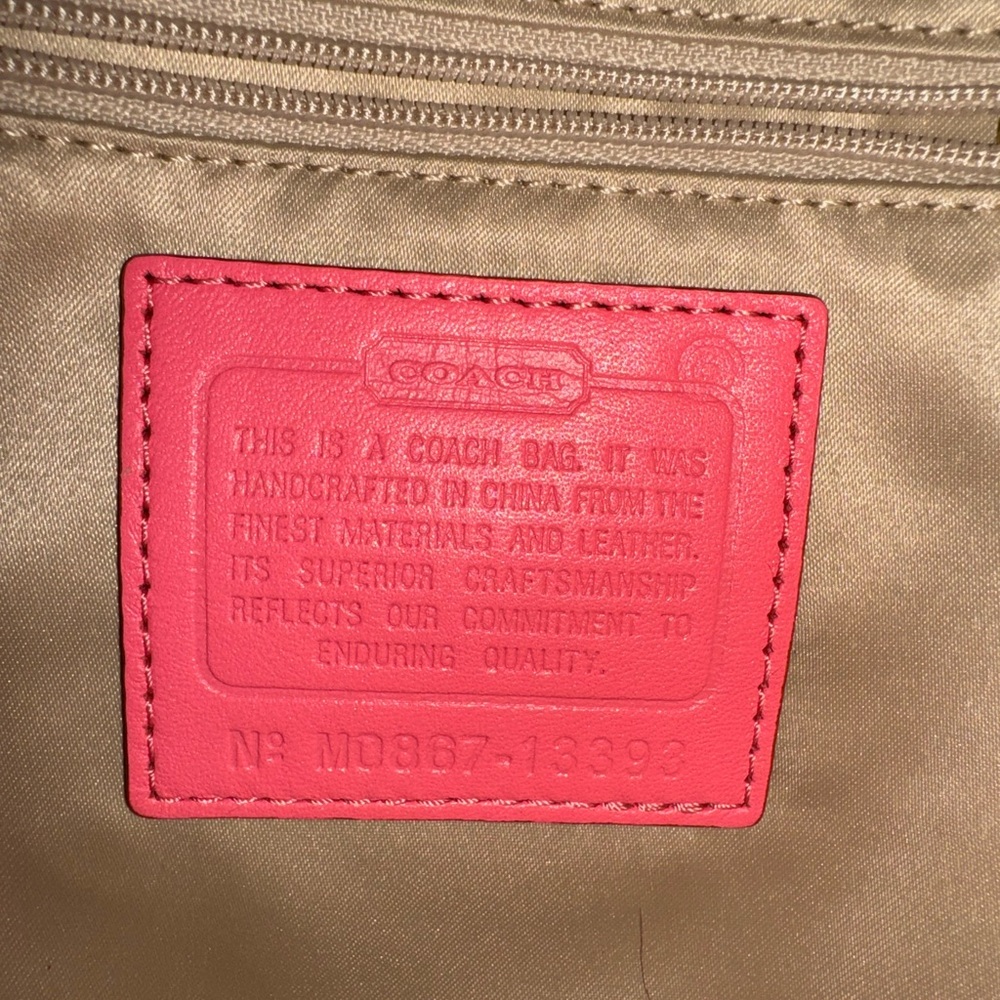 COACH
THIS IS A COACH BAG. IT WAS
HANDCRAFTED IN CHINA FROM THE
FINEST MATERIALS AND LEATHER.
ITS SUPERIOR CRAFTSMANSHIP
REFLECTS OUR COMMITMENT TO
ENDURING QUALITY.
Nº M0867-13393